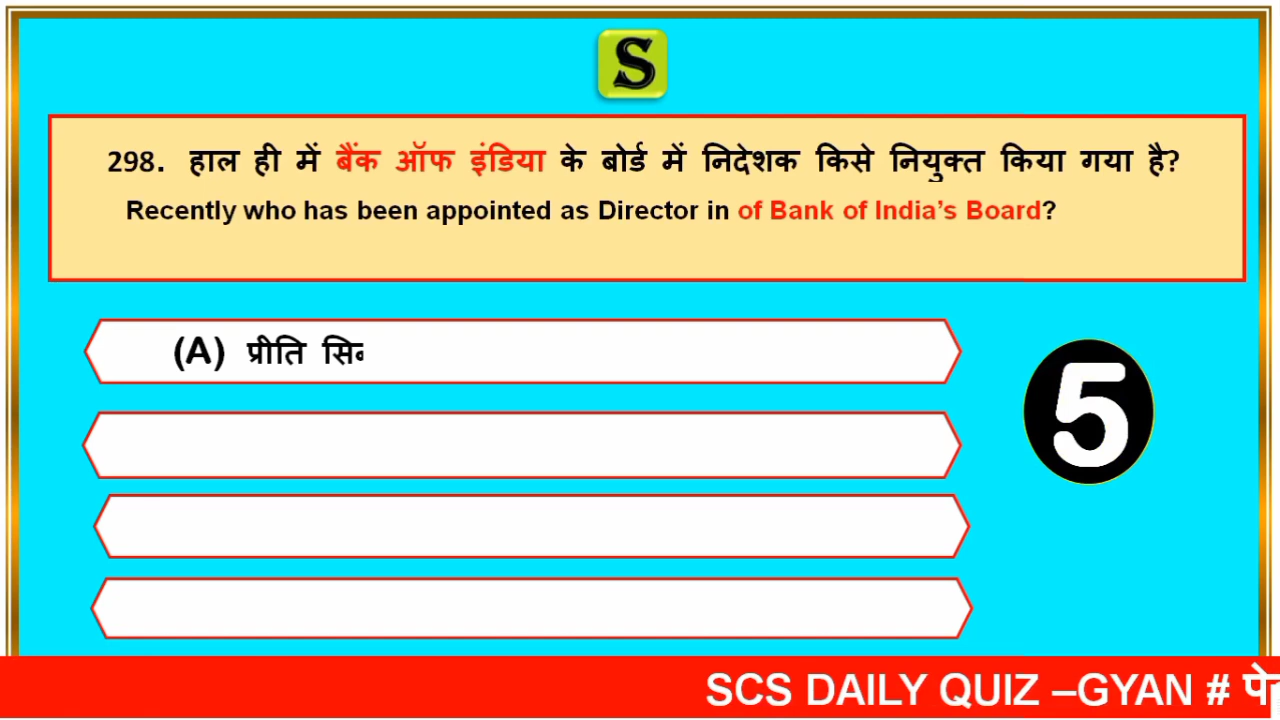 S
298. हाल ही में बैंक ऑफ इंडिया के बोर्ड में निदेशक किसे नियुक्त किया गया है?
Recently who has been appointed as Director in of Bank of India’s Board?
(A) प्रीति
5
SCS DAILY QUIZ –GYAN #